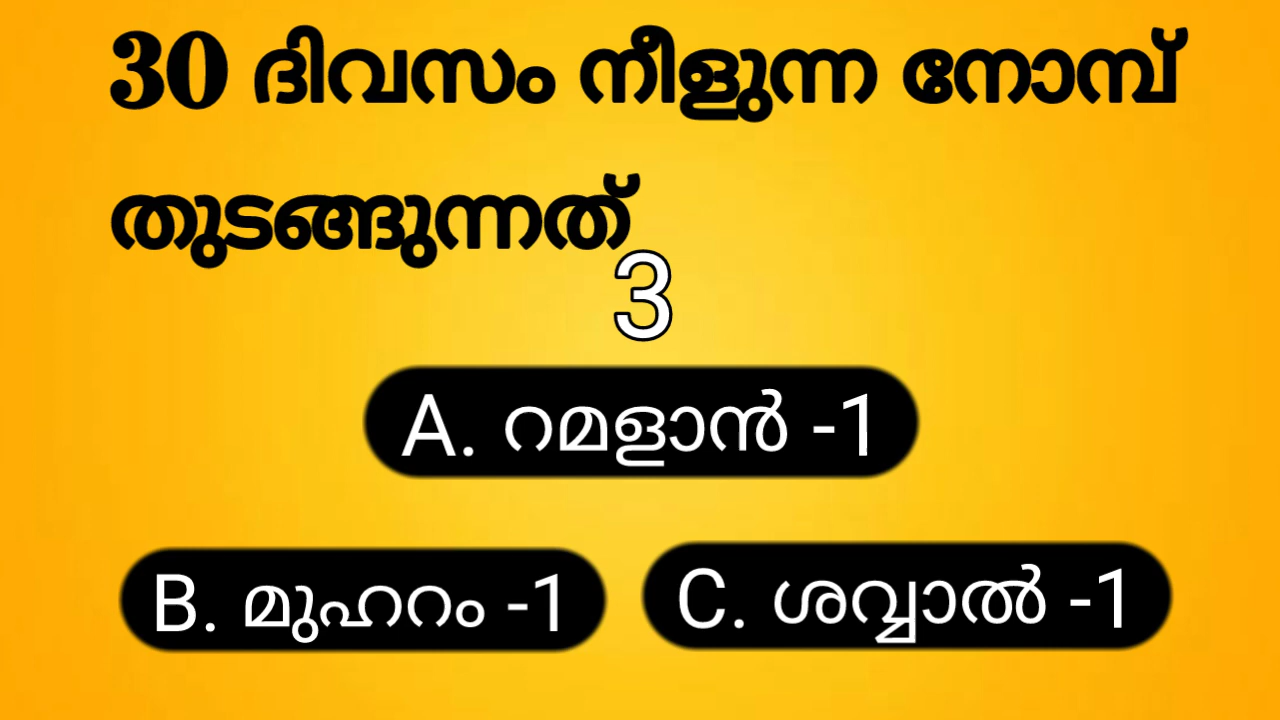 30 ദിവസം നീളുന്ന നോമ്പ്
തുടങ്ങുന്നത്
3
A. റമളാൻ -1
B. മുഹറം -1
C. ശവ്വാൽ -1